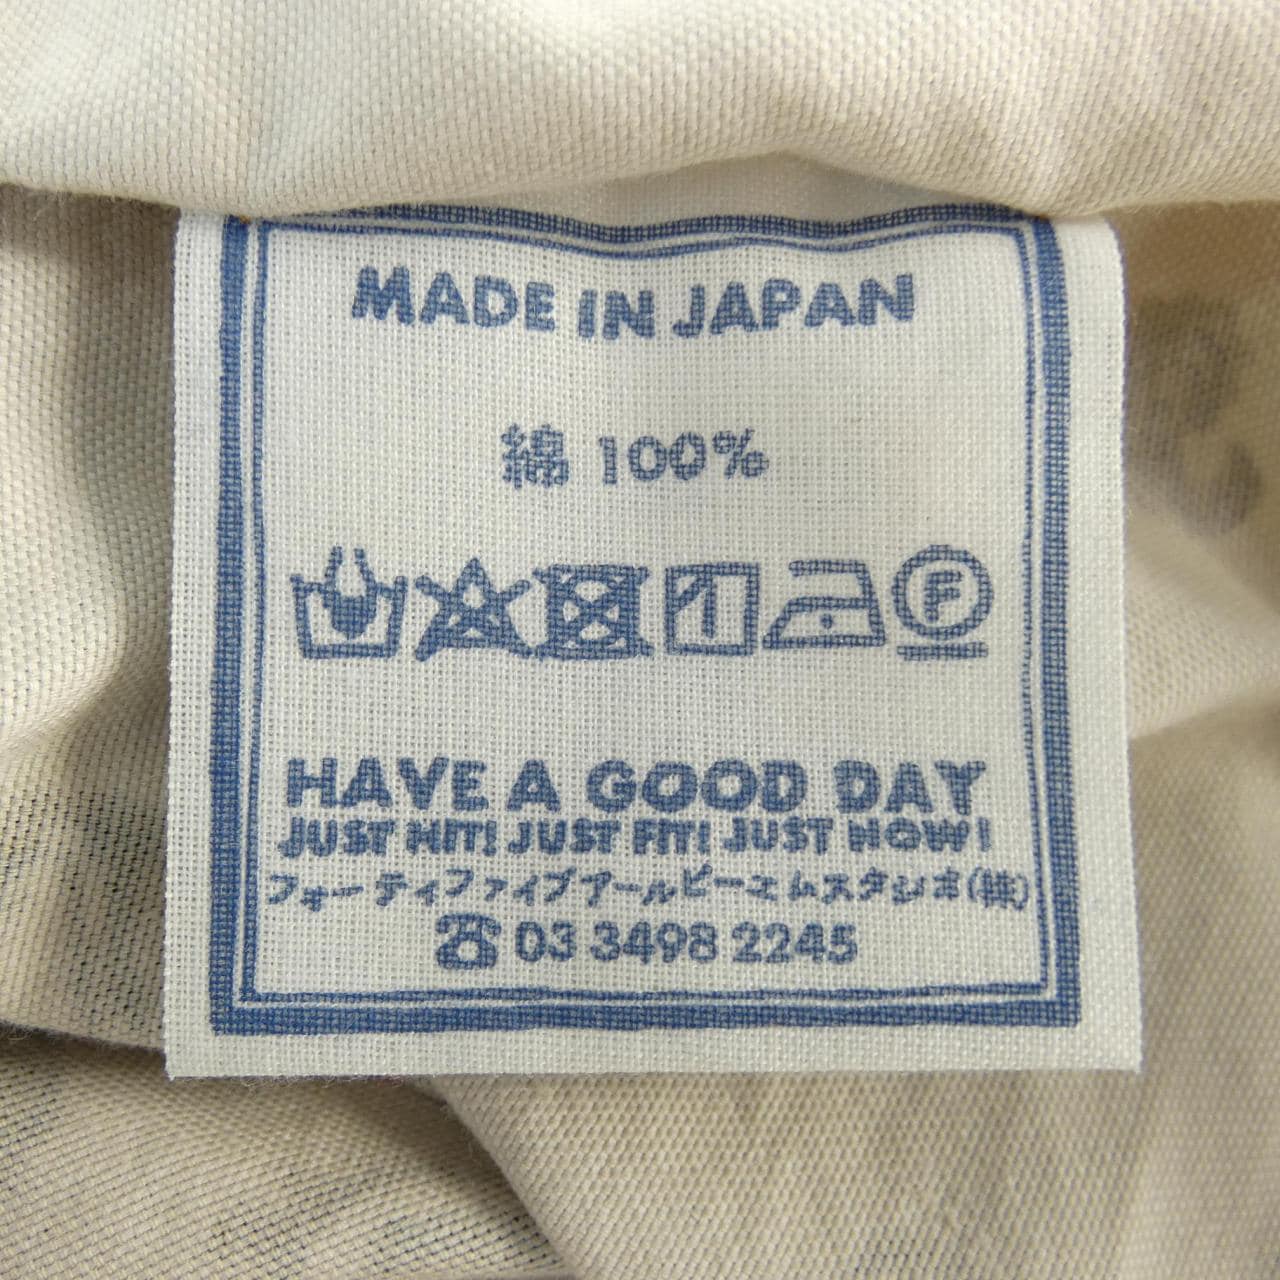 MADE IN JAPAN
綿 100%
F
HAVE A GOOD DAY
JUST HIT! JUST FIT! JUST NOW!
フォーティファイブアールピーエムスタジオ(株)
☎ 03 3498 2245